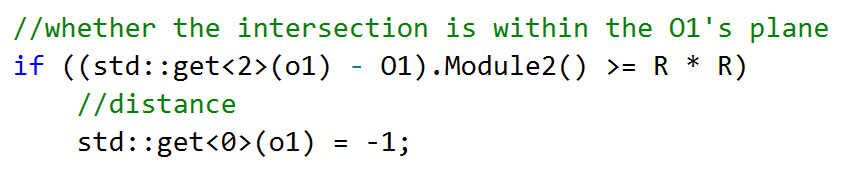 //whether the intersection is within the O1's plane
if ((std::get<2>(o1) - O1).Module2() >= R * R)
    //distance
    std::get<0>(o1) = -1;